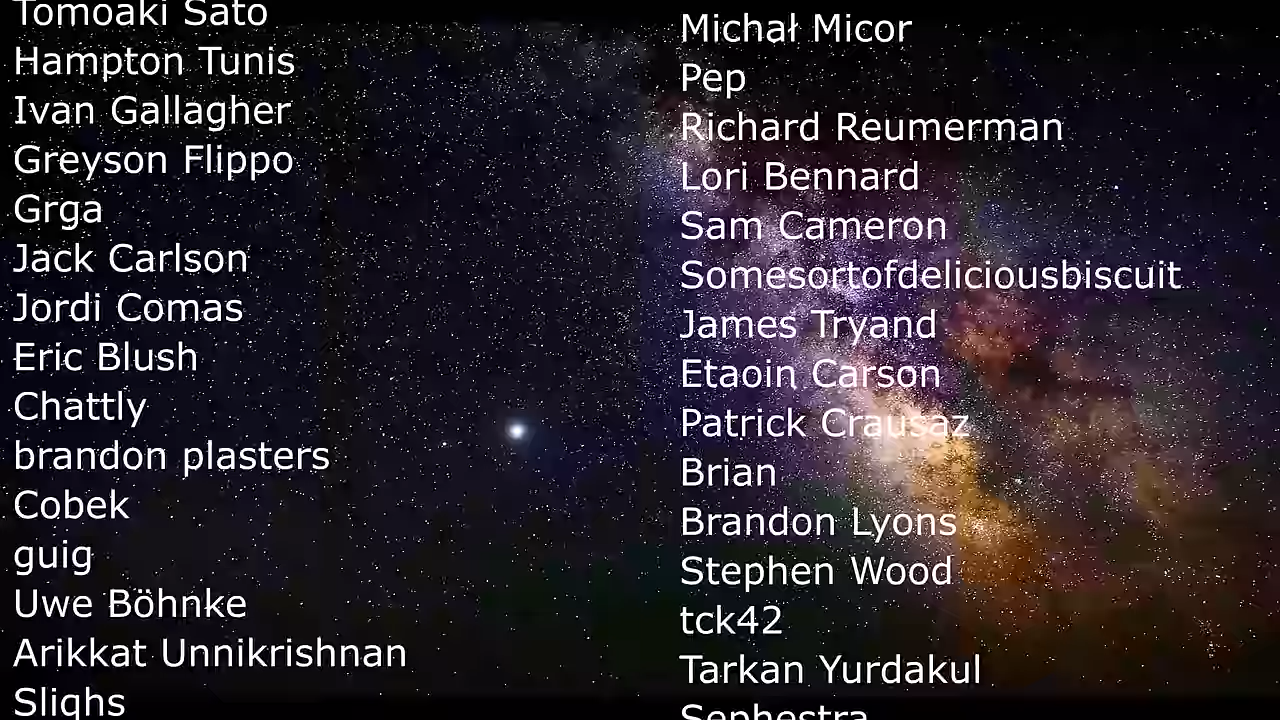 Tomoaki Sato
Hampton Tunis
Ivan Gallagher
Greyson Flippo
Grga
Jack Carlson
Jordi Comas
Eric Blush
Chattly
brandon plasters
Cobek
guig
Uwe Böhnke
Arikkat Unnikrishnan
Slighs
Michał Micor
Pep
Richard Reumerman
Lori Bennard
Sam Cameron
Somesortofdeliciousbiscuit
James Tryand
Etaoin Carson
Patrick Crausaz
Brian
Brandon Lyons
Stephen Wood
tck42
Tarkan Yurdakul
Sephestra